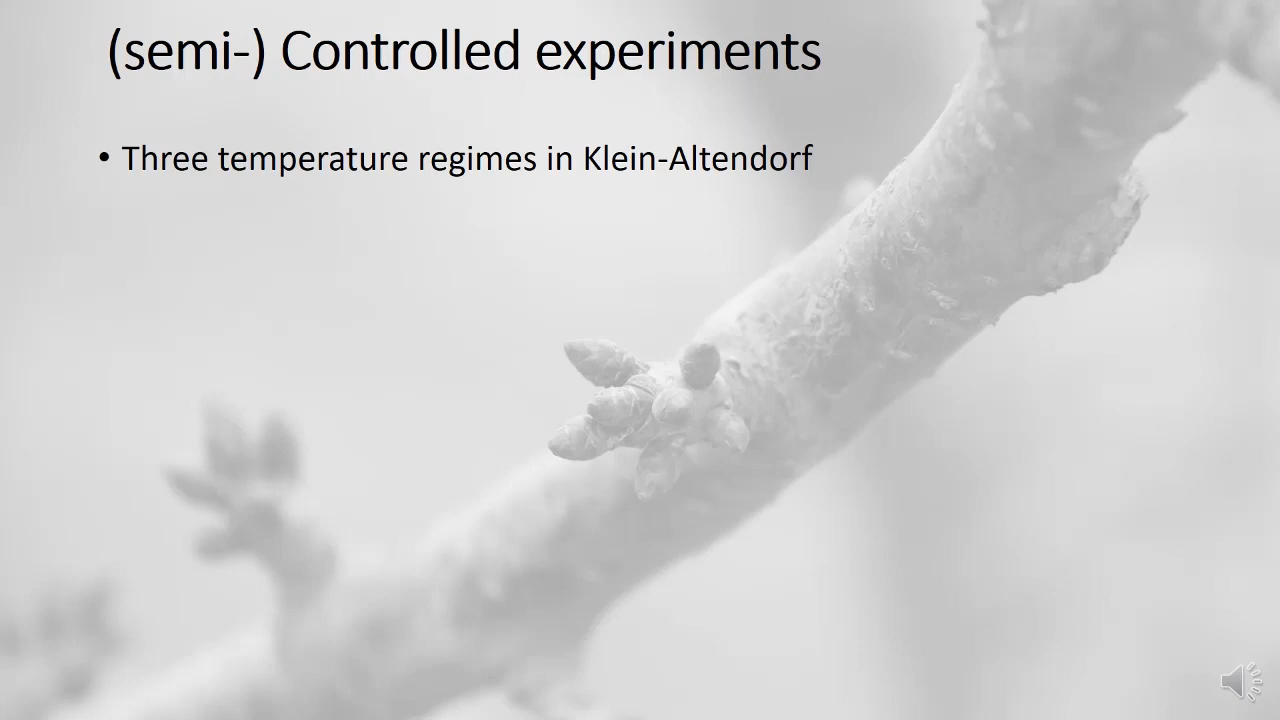 (semi-) Controlled experiments
• Three temperature regimes in Klein-Altendorf